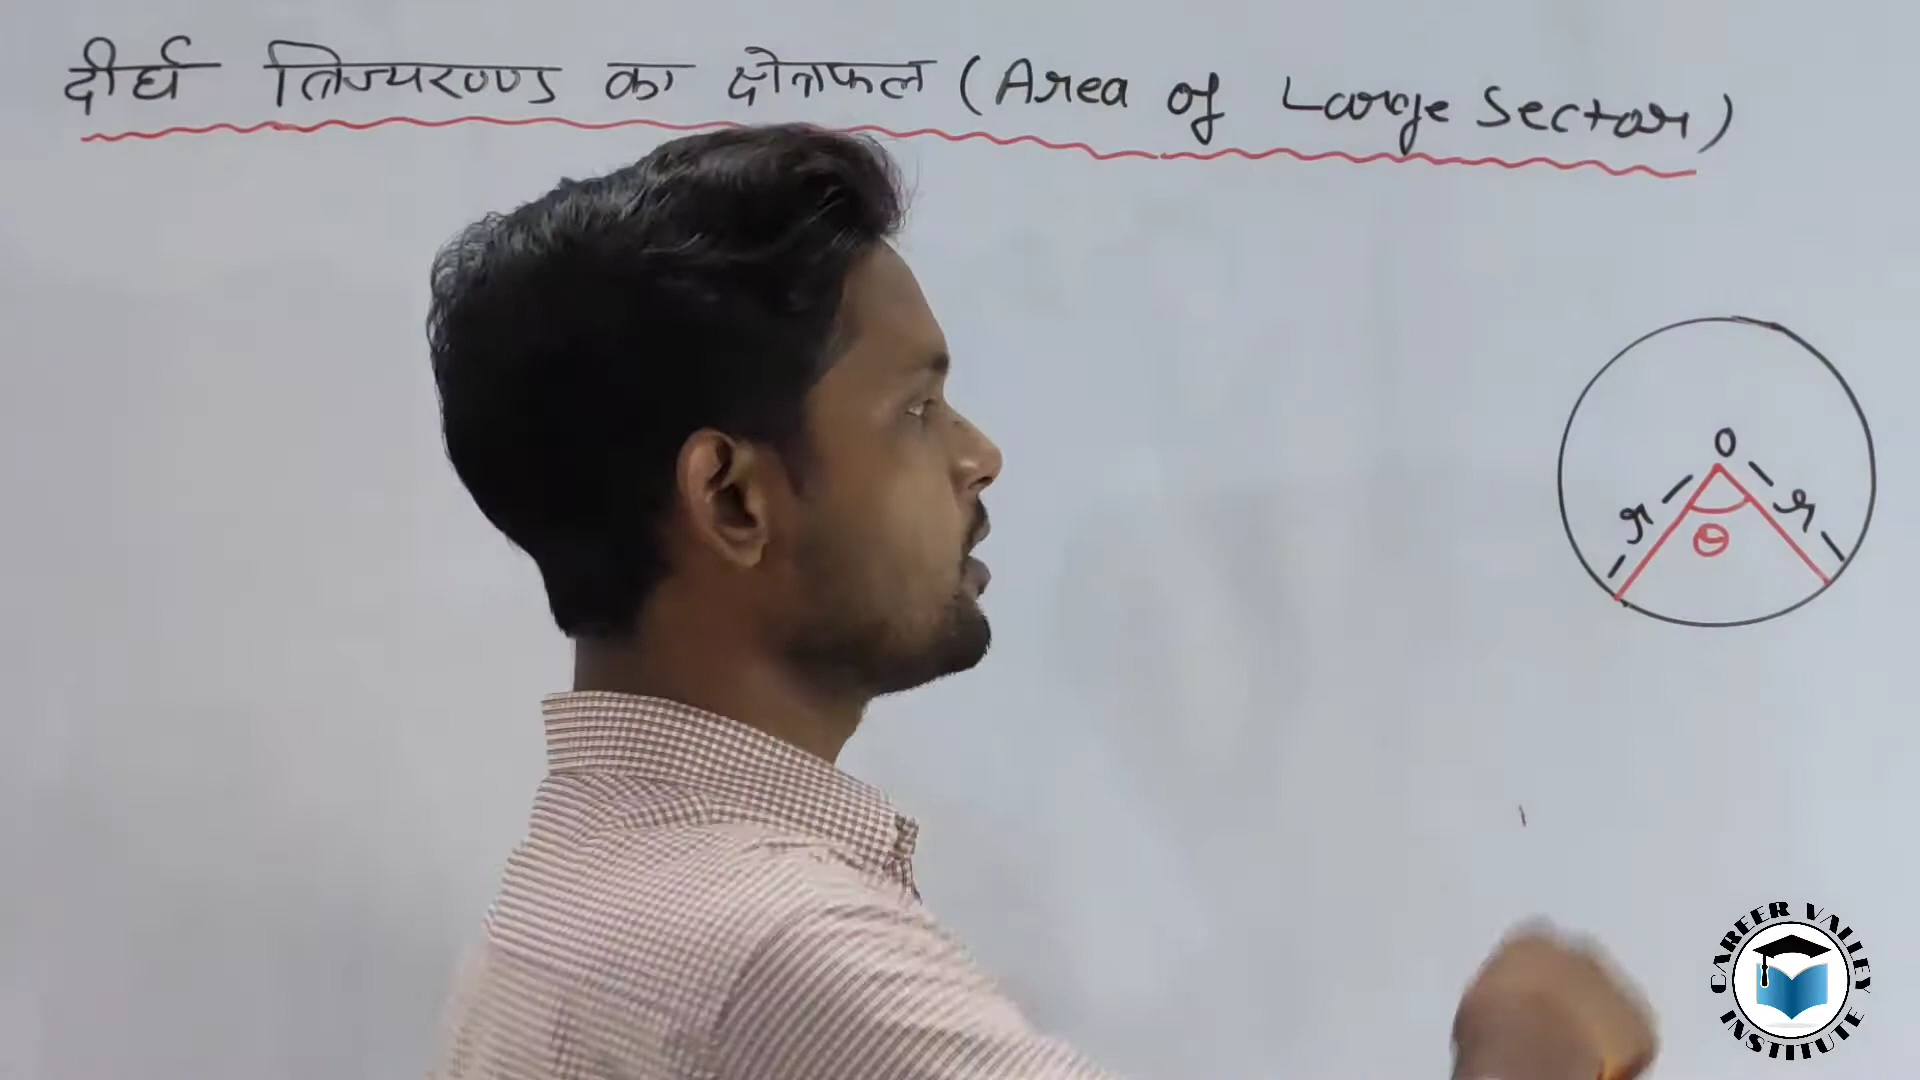 दीर्घ त्रिज्यखण्ड का क्षेत्रफल (Area of Large Sector)
O
r r
θ
CAREER VALLEY
INSTITUTE